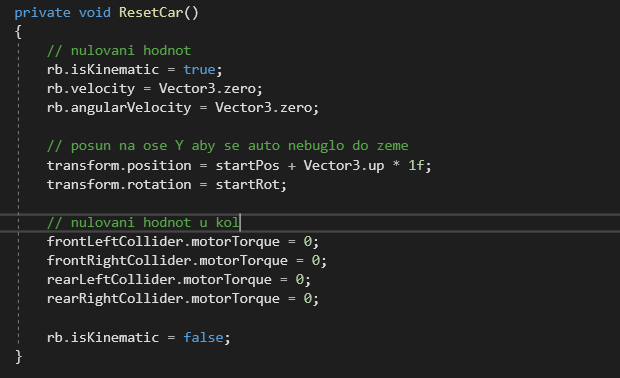 private void ResetCar()
{
// nulovani hodnot
rb.isKinematic = true;
rb.velocity = Vector3.zero;
rb.angularVelocity = Vector3.zero;
// posun na ose Y aby se auto nebuglo do zeme
transform.position = startPos + Vector3.up * 1f;
transform.rotation = startRot;
// nulovani hodnot u kol
frontLeftCollider.motorTorque = 0;
frontRightCollider.motorTorque = 0;
rearLeftCollider.motorTorque = 0;
rearRightCollider.motorTorque = 0;
rb.isKinematic = false;
}